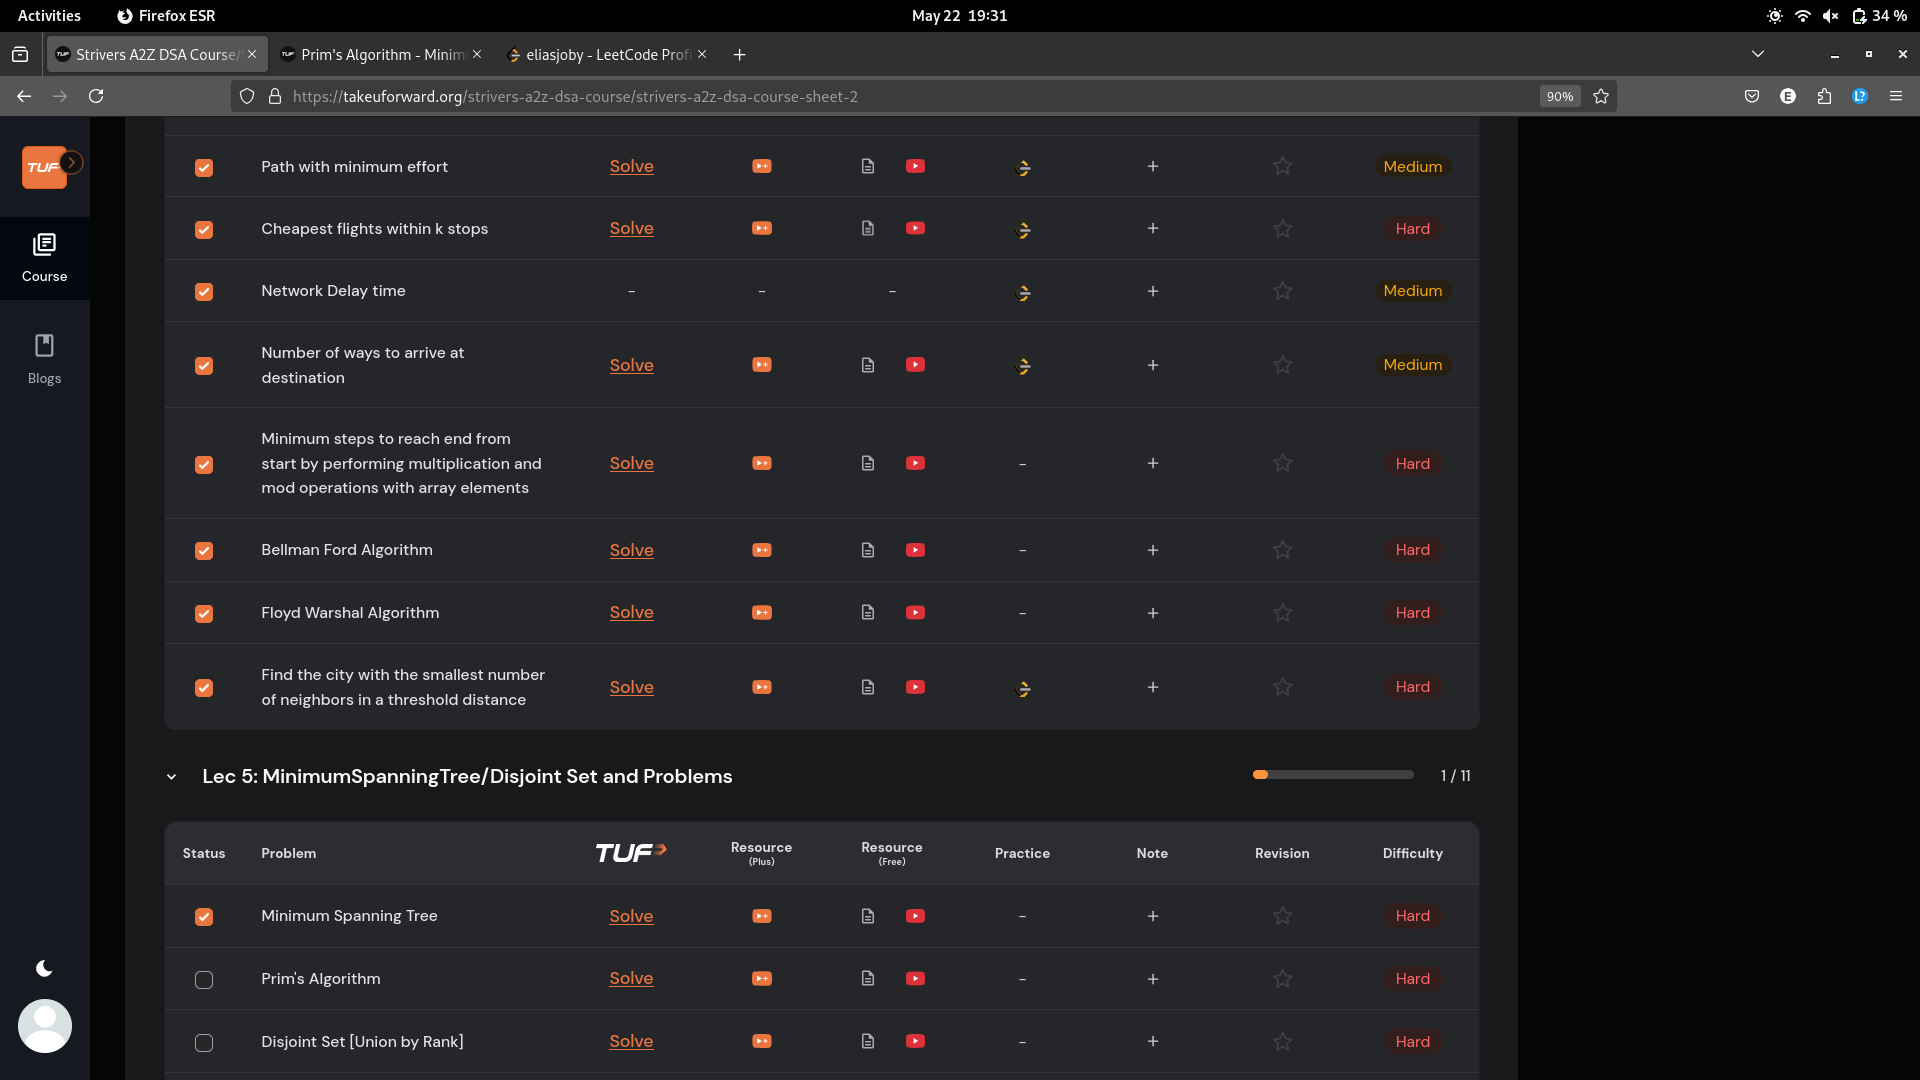 Activities
Firefox ESR
May 22 19:31
34 %
Strivers A2Z DSA Course/
Prim's Algorithm - Minim
eliasjoby - LeetCode Prof
https://takeuforward.org/strivers-a2z-dsa-course/strivers-a2z-dsa-course-sheet-2
90%
E
L?
TUF
Course
Blogs
Path with minimum effort Solve + Medium
Cheapest flights within k stops Solve + Hard
Network Delay time - - - + Medium
Number of ways to arrive at
destination
Solve + Medium
Minimum steps to reach end from
start by performing multiplication and
mod operations with array elements
Solve - + Hard
Bellman Ford Algorithm Solve - + Hard
Floyd Warshal Algorithm Solve - + Hard
Find the city with the smallest number
of neighbors in a threshold distance
Solve + Hard
Lec 5: MinimumSpanningTree/Disjoint Set and Problems 1 / 11
Status Problem TUF Resource (Plus) Resource (Free) Practice Note Revision Difficulty
Minimum Spanning Tree Solve - + Hard
Prim's Algorithm Solve - + Hard
Disjoint Set [Union by Rank] Solve - + Hard